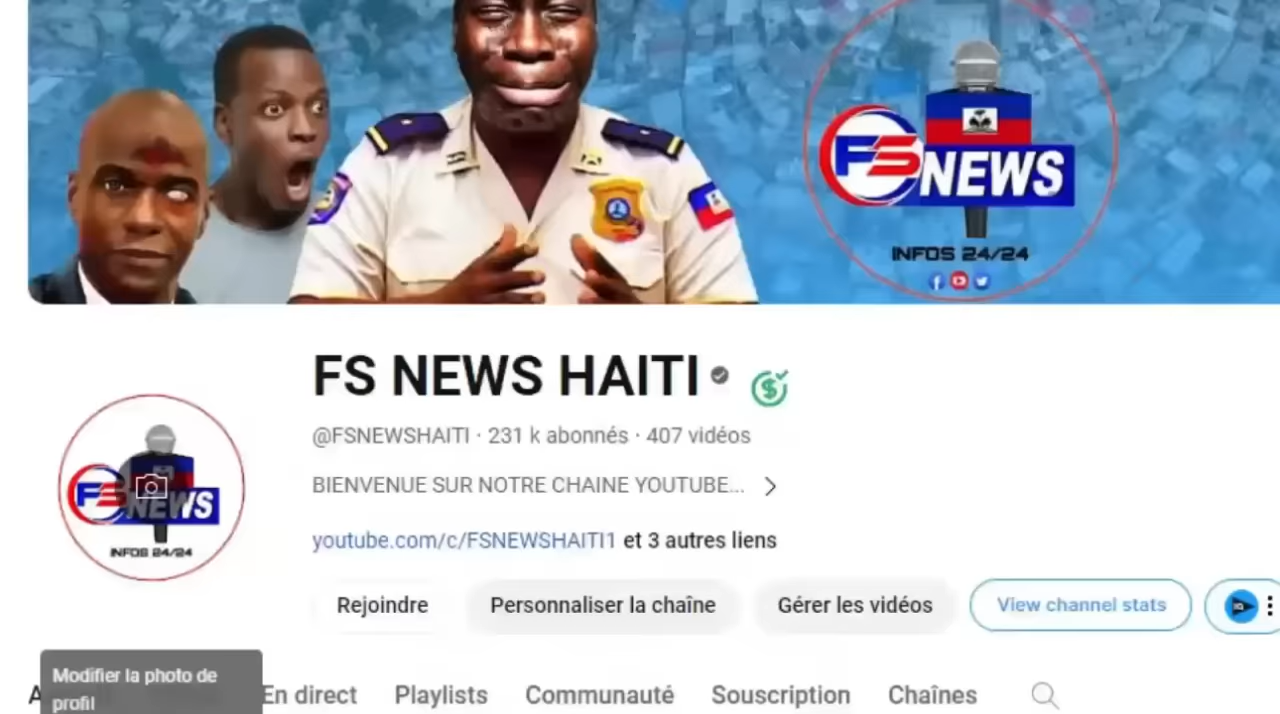 FS NEWS
INFOS 24/24
FS NEWS HAITI
@FSNEWSHAITI · 231 k abonnés · 407 vidéos
BIENVENUE SUR NOTRE CHAINE YOUTUBE...
youtube.com/c/FSNEWSHAITI1 et 3 autres liens
FS NEWS
INFOS 24/24
Rejoindre Personnaliser la chaîne Gérer les vidéos View channel stats
Modifier la photo de
profil
En direct Playlists Communauté Souscription Chaînes